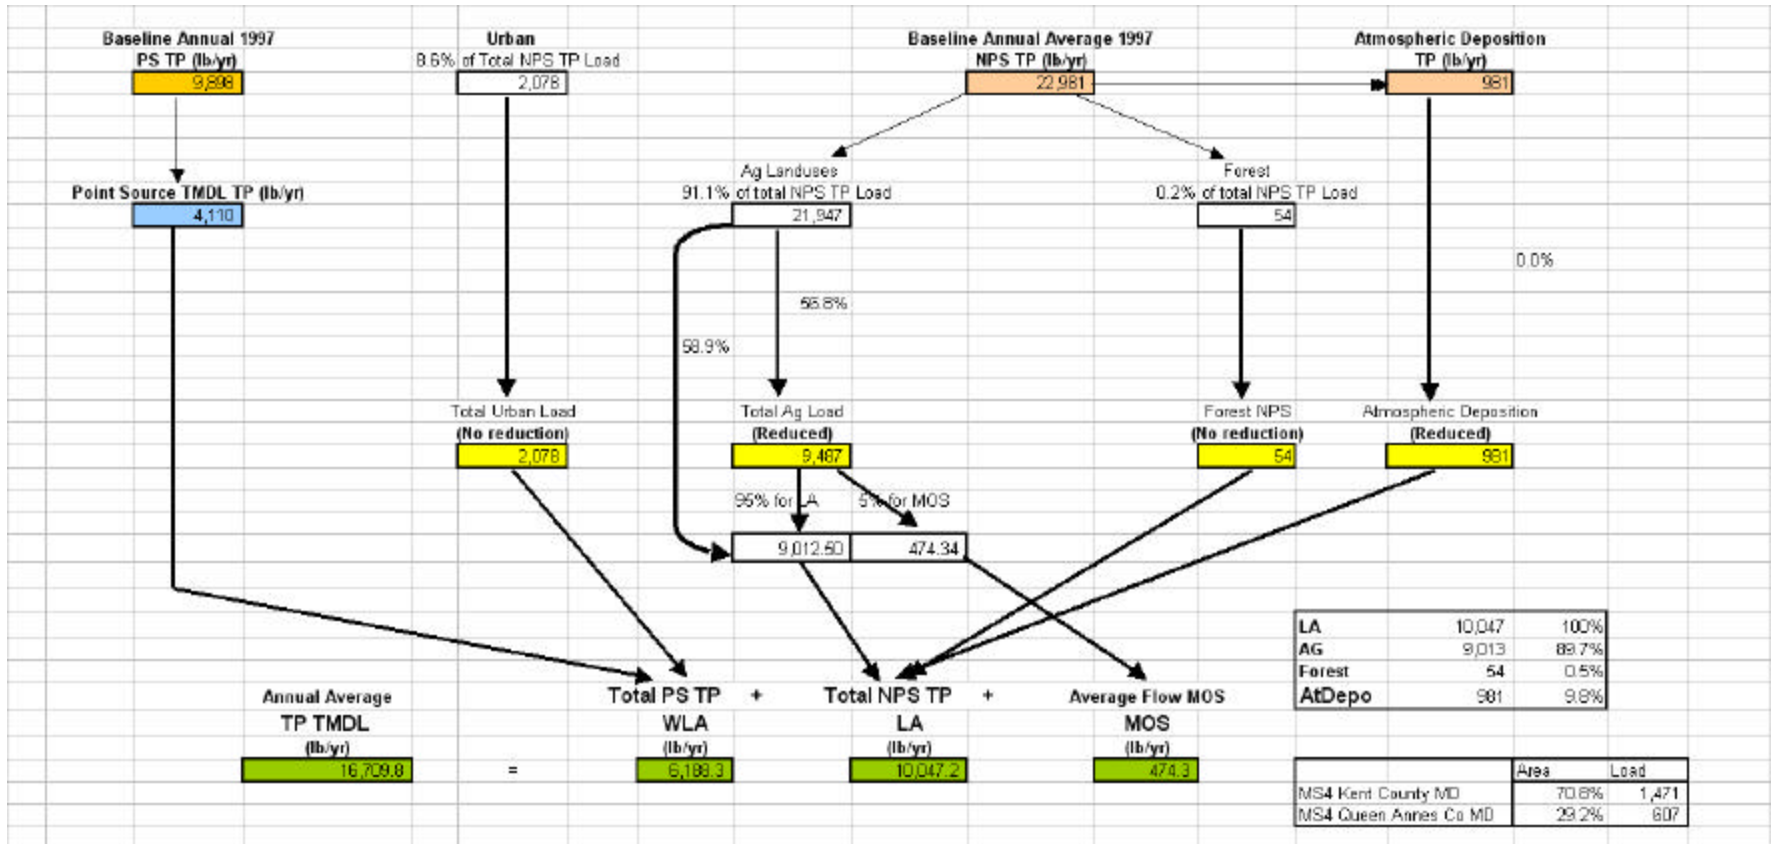 Baseline Annual 1997 Urban Baseline Annual Average 1997 Atmospheric Deposition
PS TP (lb/yr) 8.6% of Total NPS TP Load NPS TP (lb/yr) TP (lb/yr)
9,898 2,078 22,981 981
Ag Landuses Forest
Point Source TMDL TP (lb/yr) 91.1% of total NPS TP Load 0.2% of total NPS TP Load
4,110 21,947 54
0.0%
56.8%
58.9%
Total Urban Load Total Ag Load Forest NPS Atmospheric Deposition
(No reduction) (Reduced) (No reduction) (Reduced)
2,078 9,487 54 981
95% for LA 5% for MOS
9,012.50 474.34
LA 10,047 100%
AG 9,013 89.7%
Forest 54 0.5%
AtDepo 981 9.8%
Annual Average Total PS TP + Total NPS TP + Average Flow MOS
TP TMDL WLA LA MOS
(lb/yr) (lb/yr) (lb/yr) (lb/yr)
16,709.8 = 6,188.3 10,047.2 474.3
Area Load
MS4 Kent County MD 70.8% 1,471
MS4 Queen Annes Co MD 29.2% 607